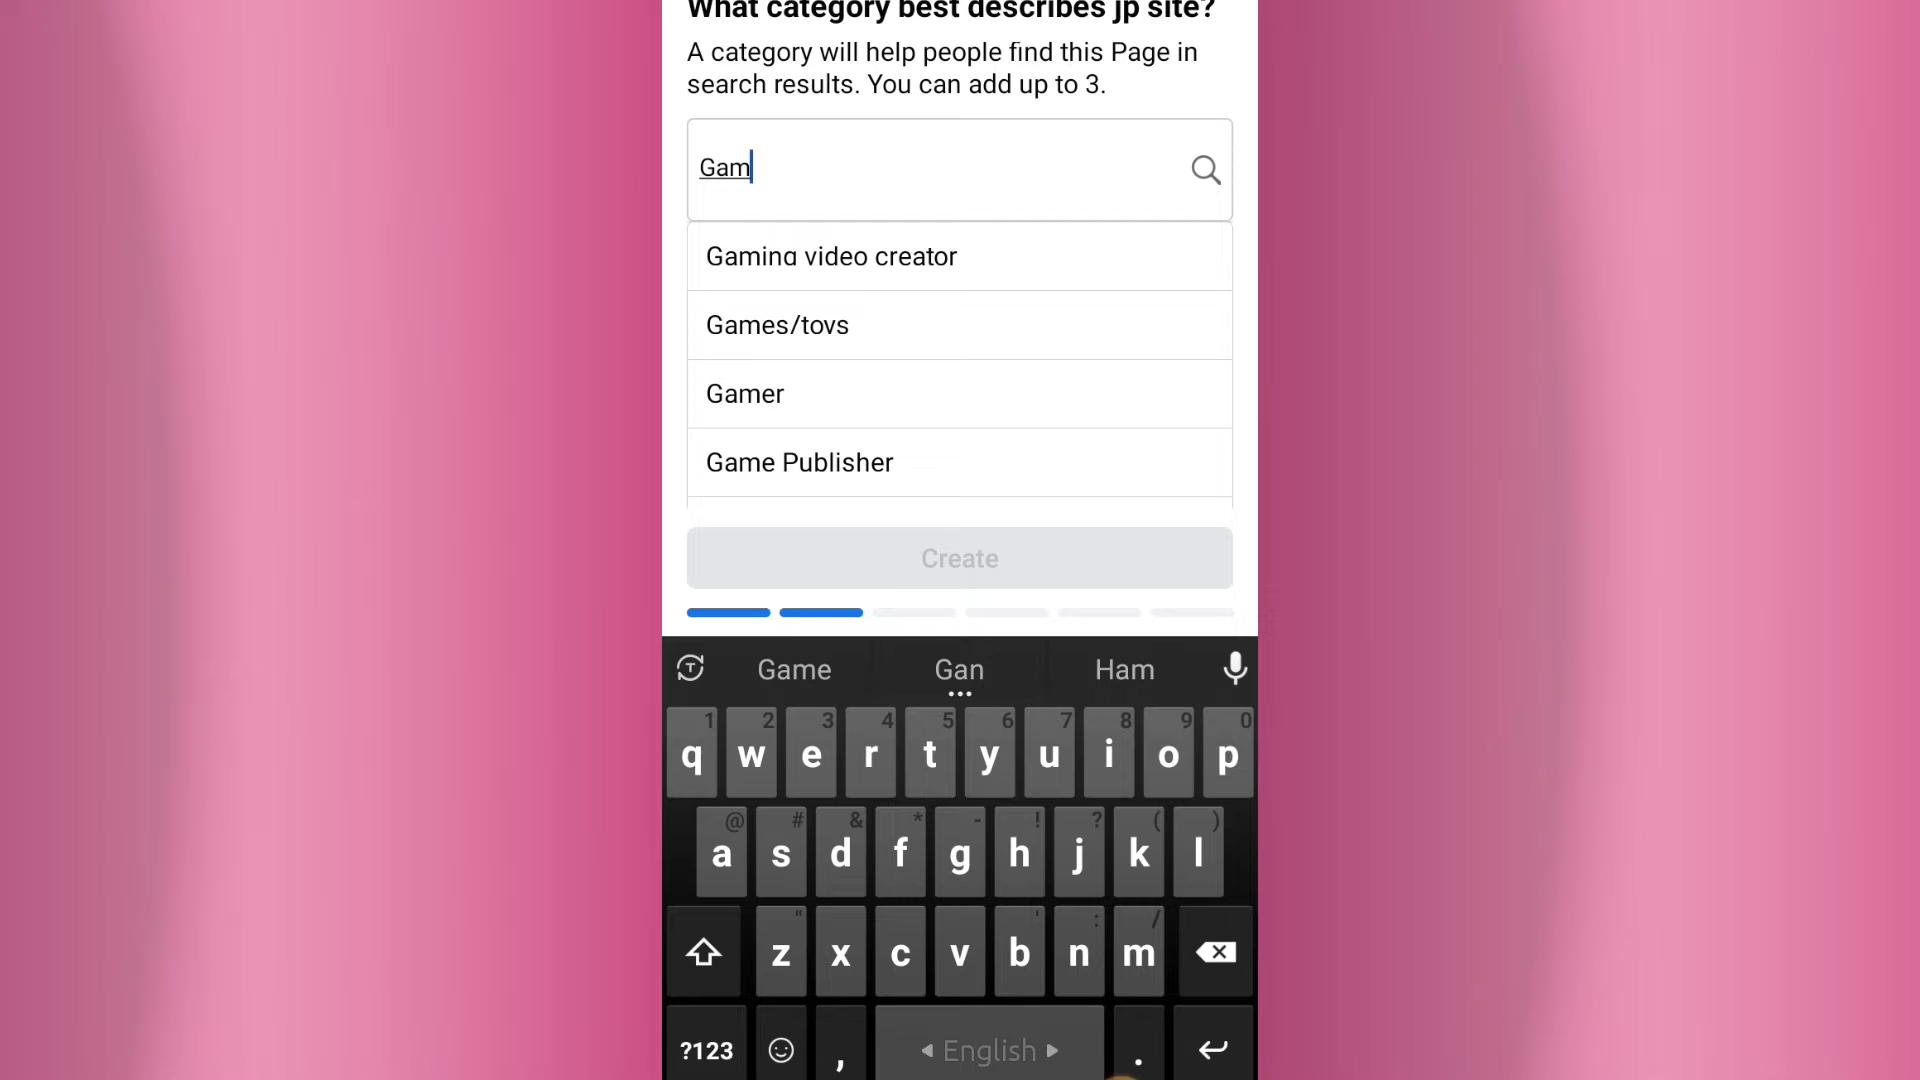 What category best describes jp site?
A category will help people find this Page in
search results. You can add up to 3.
Gam
Gaming video creator
Games/toys
Gamer
Game Publisher
Create
Game Gan Ham
1 2 3 4 5 6 7 8 9 0
q w e r t y u i o p
@ # & * - ! ? ( )
a s d f g h j k l
" ' : /
z x c v b n m
?123 , English .